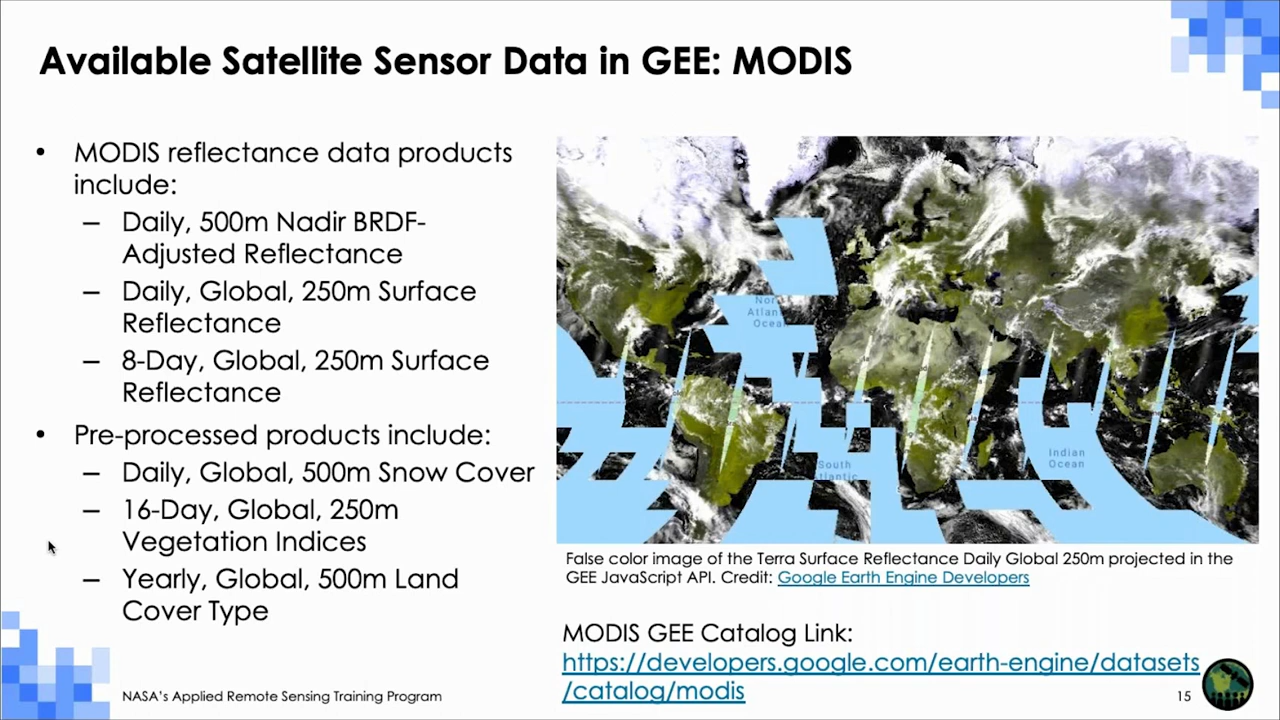 Available Satellite Sensor Data in GEE: MODIS
• MODIS reflectance data products
include:
– Daily, 500m Nadir BRDF-
Adjusted Reflectance
– Daily, Global, 250m Surface
Reflectance
– 8-Day, Global, 250m Surface
Reflectance
• Pre-processed products include:
– Daily, Global, 500m Snow Cover
– 16-Day, Global, 250m
Vegetation Indices
– Yearly, Global, 500m Land
Cover Type
Ocean
South
Indian
Ocean
False color image of the Terra Surface Reflectance Daily Global 250m projected in the
GEE JavaScript API. Credit: Google Earth Engine Developers
MODIS GEE Catalog Link:
https://developers.google.com/earth-engine/datasets
/catalog/modis
NASA's Applied Remote Sensing Training Program
15